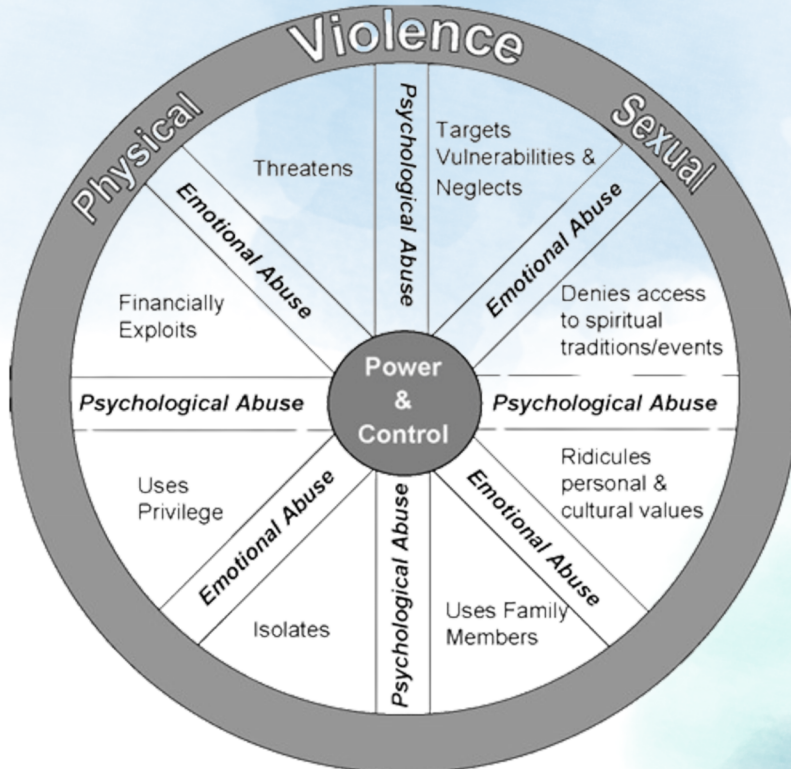 Violence
Physical
Sexual
Psychological Abuse
Threatens
Targets
Vulnerabilities &
Neglects
Emotional Abuse
Emotional Abuse
Financially
Exploits
Denies access
to spiritual
traditions/events
Power
&
Control
Psychological Abuse
Psychological Abuse
Uses
Privilege
Ridicules
personal &
cultural values
Emotional Abuse
Emotional Abuse
Psychological Abuse
Isolates
Uses Family
Members